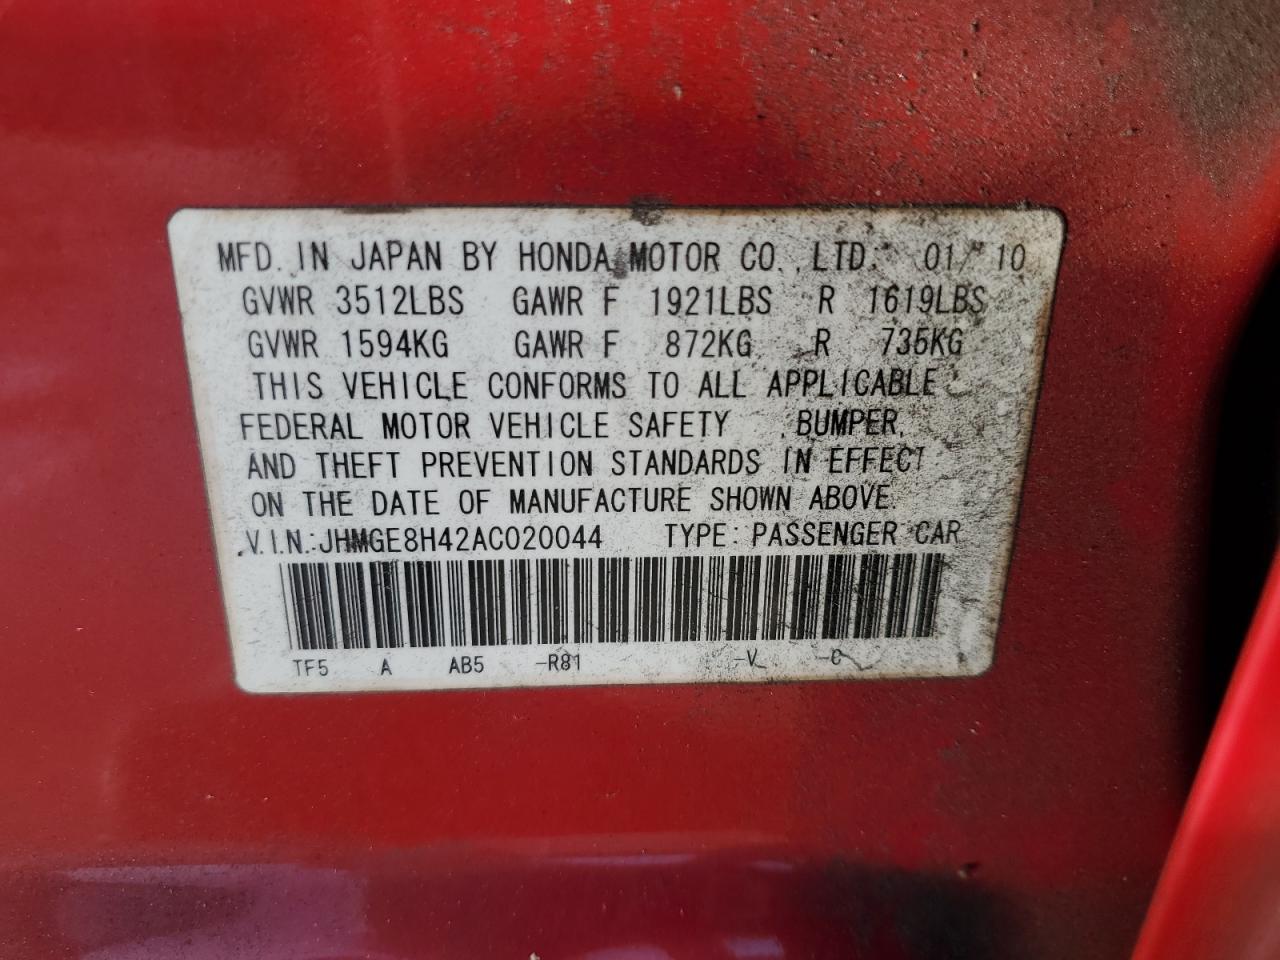 MFD. IN JAPAN BY HONDA MOTOR CO., LTD. 01/10
GVWR 3512LBS GAWR F 1921LBS R 1619LBS
GVWR 1594KG GAWR F 872KG R 735KG
THIS VEHICLE CONFORMS TO ALL APPLICABLE
FEDERAL MOTOR VEHICLE SAFETY , BUMPER,
AND THEFT PREVENTION STANDARDS IN EFFECT
ON THE DATE OF MANUFACTURE SHOWN ABOVE.
V.I.N.:JHMGE8H42AC020044 TYPE: PASSENGER CAR
TF5 A AB5 -R81 -V -C